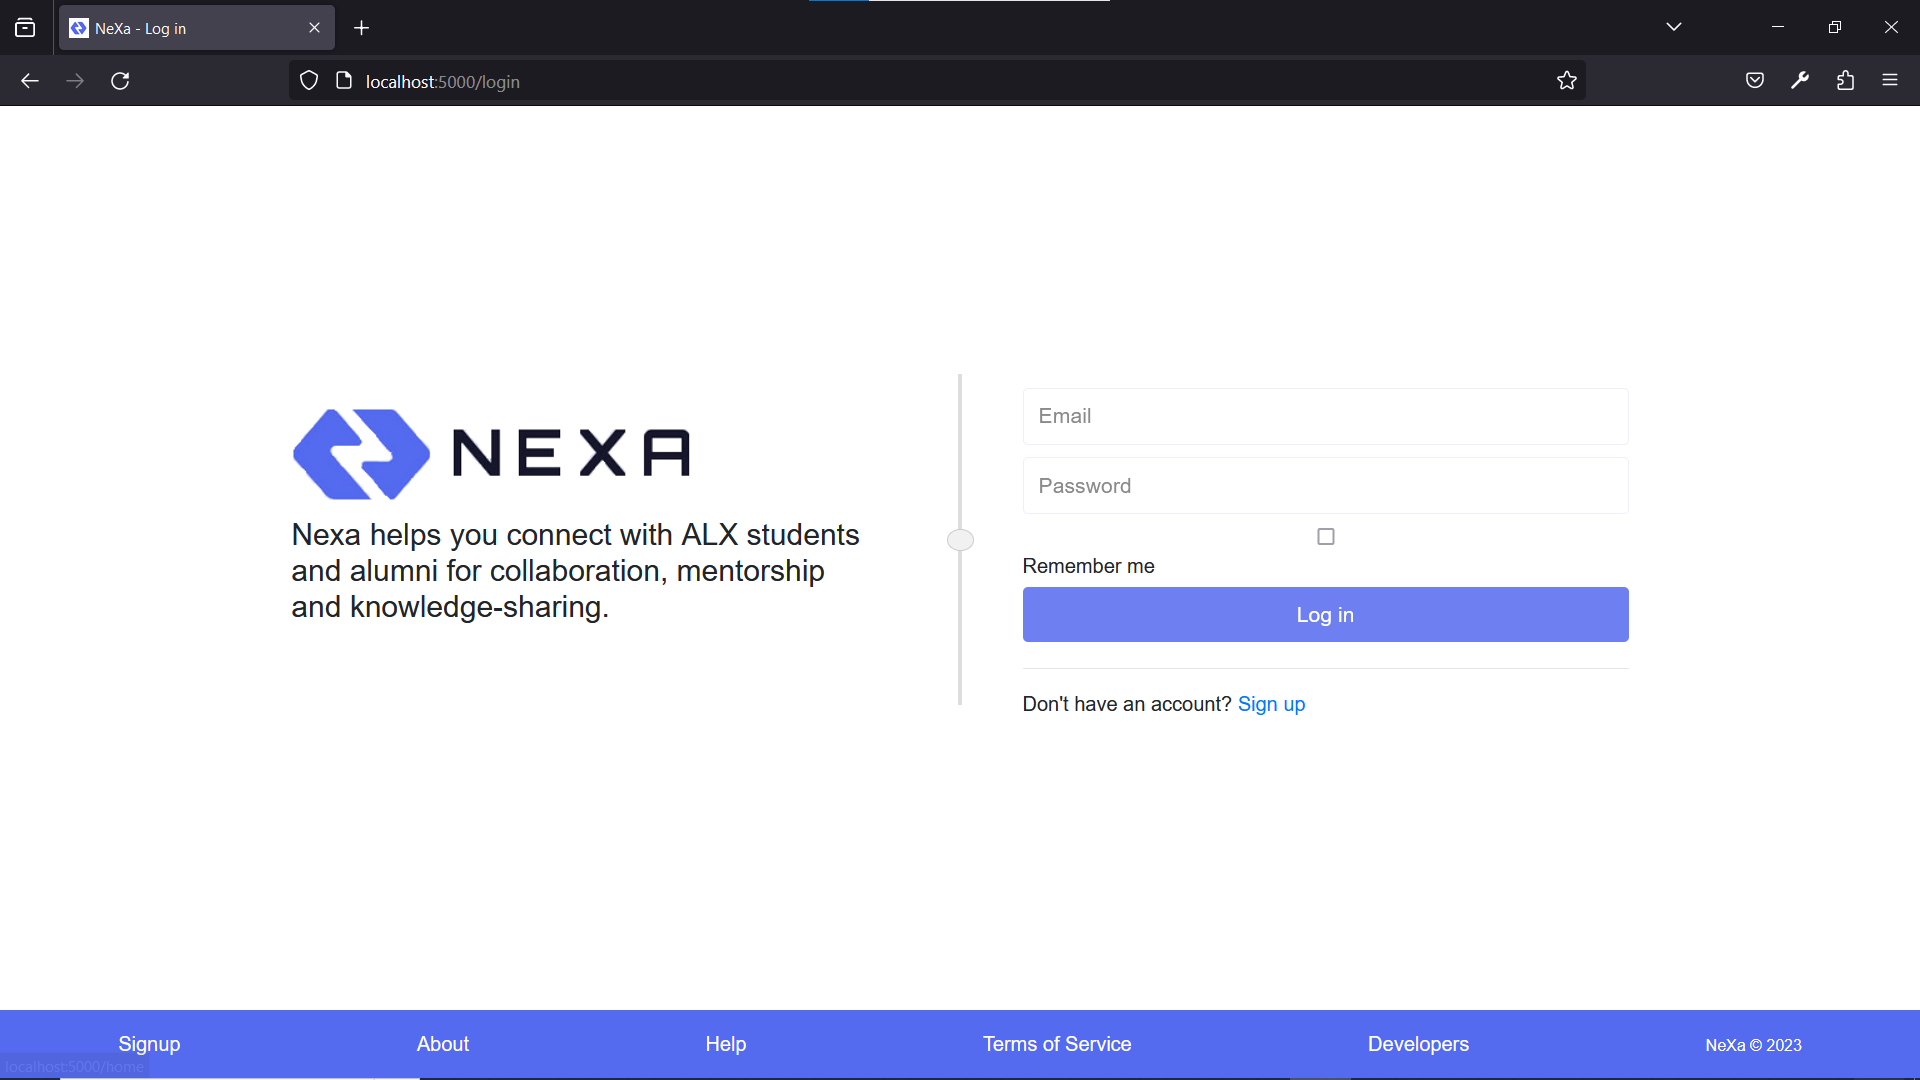 NeXa - Log in
localhost:5000/login
NEXA
Nexa helps you connect with ALX students
and alumni for collaboration, mentorship
and knowledge-sharing.
Email
Password
Remember me
Log in
Don't have an account? Sign up
Signup About Help Terms of Service Developers NeXa © 2023
localhost:5000/home